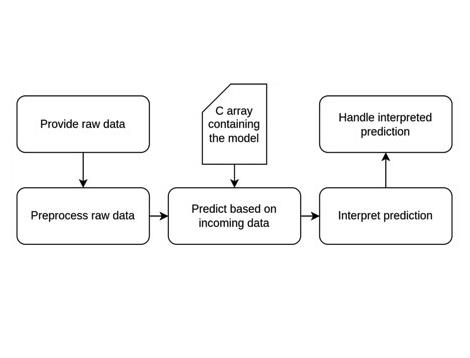 Provide raw data
C array
containing
the model
Handle interpreted
prediction
Preprocess raw data
Predict based on
incoming data
Interpret prediction